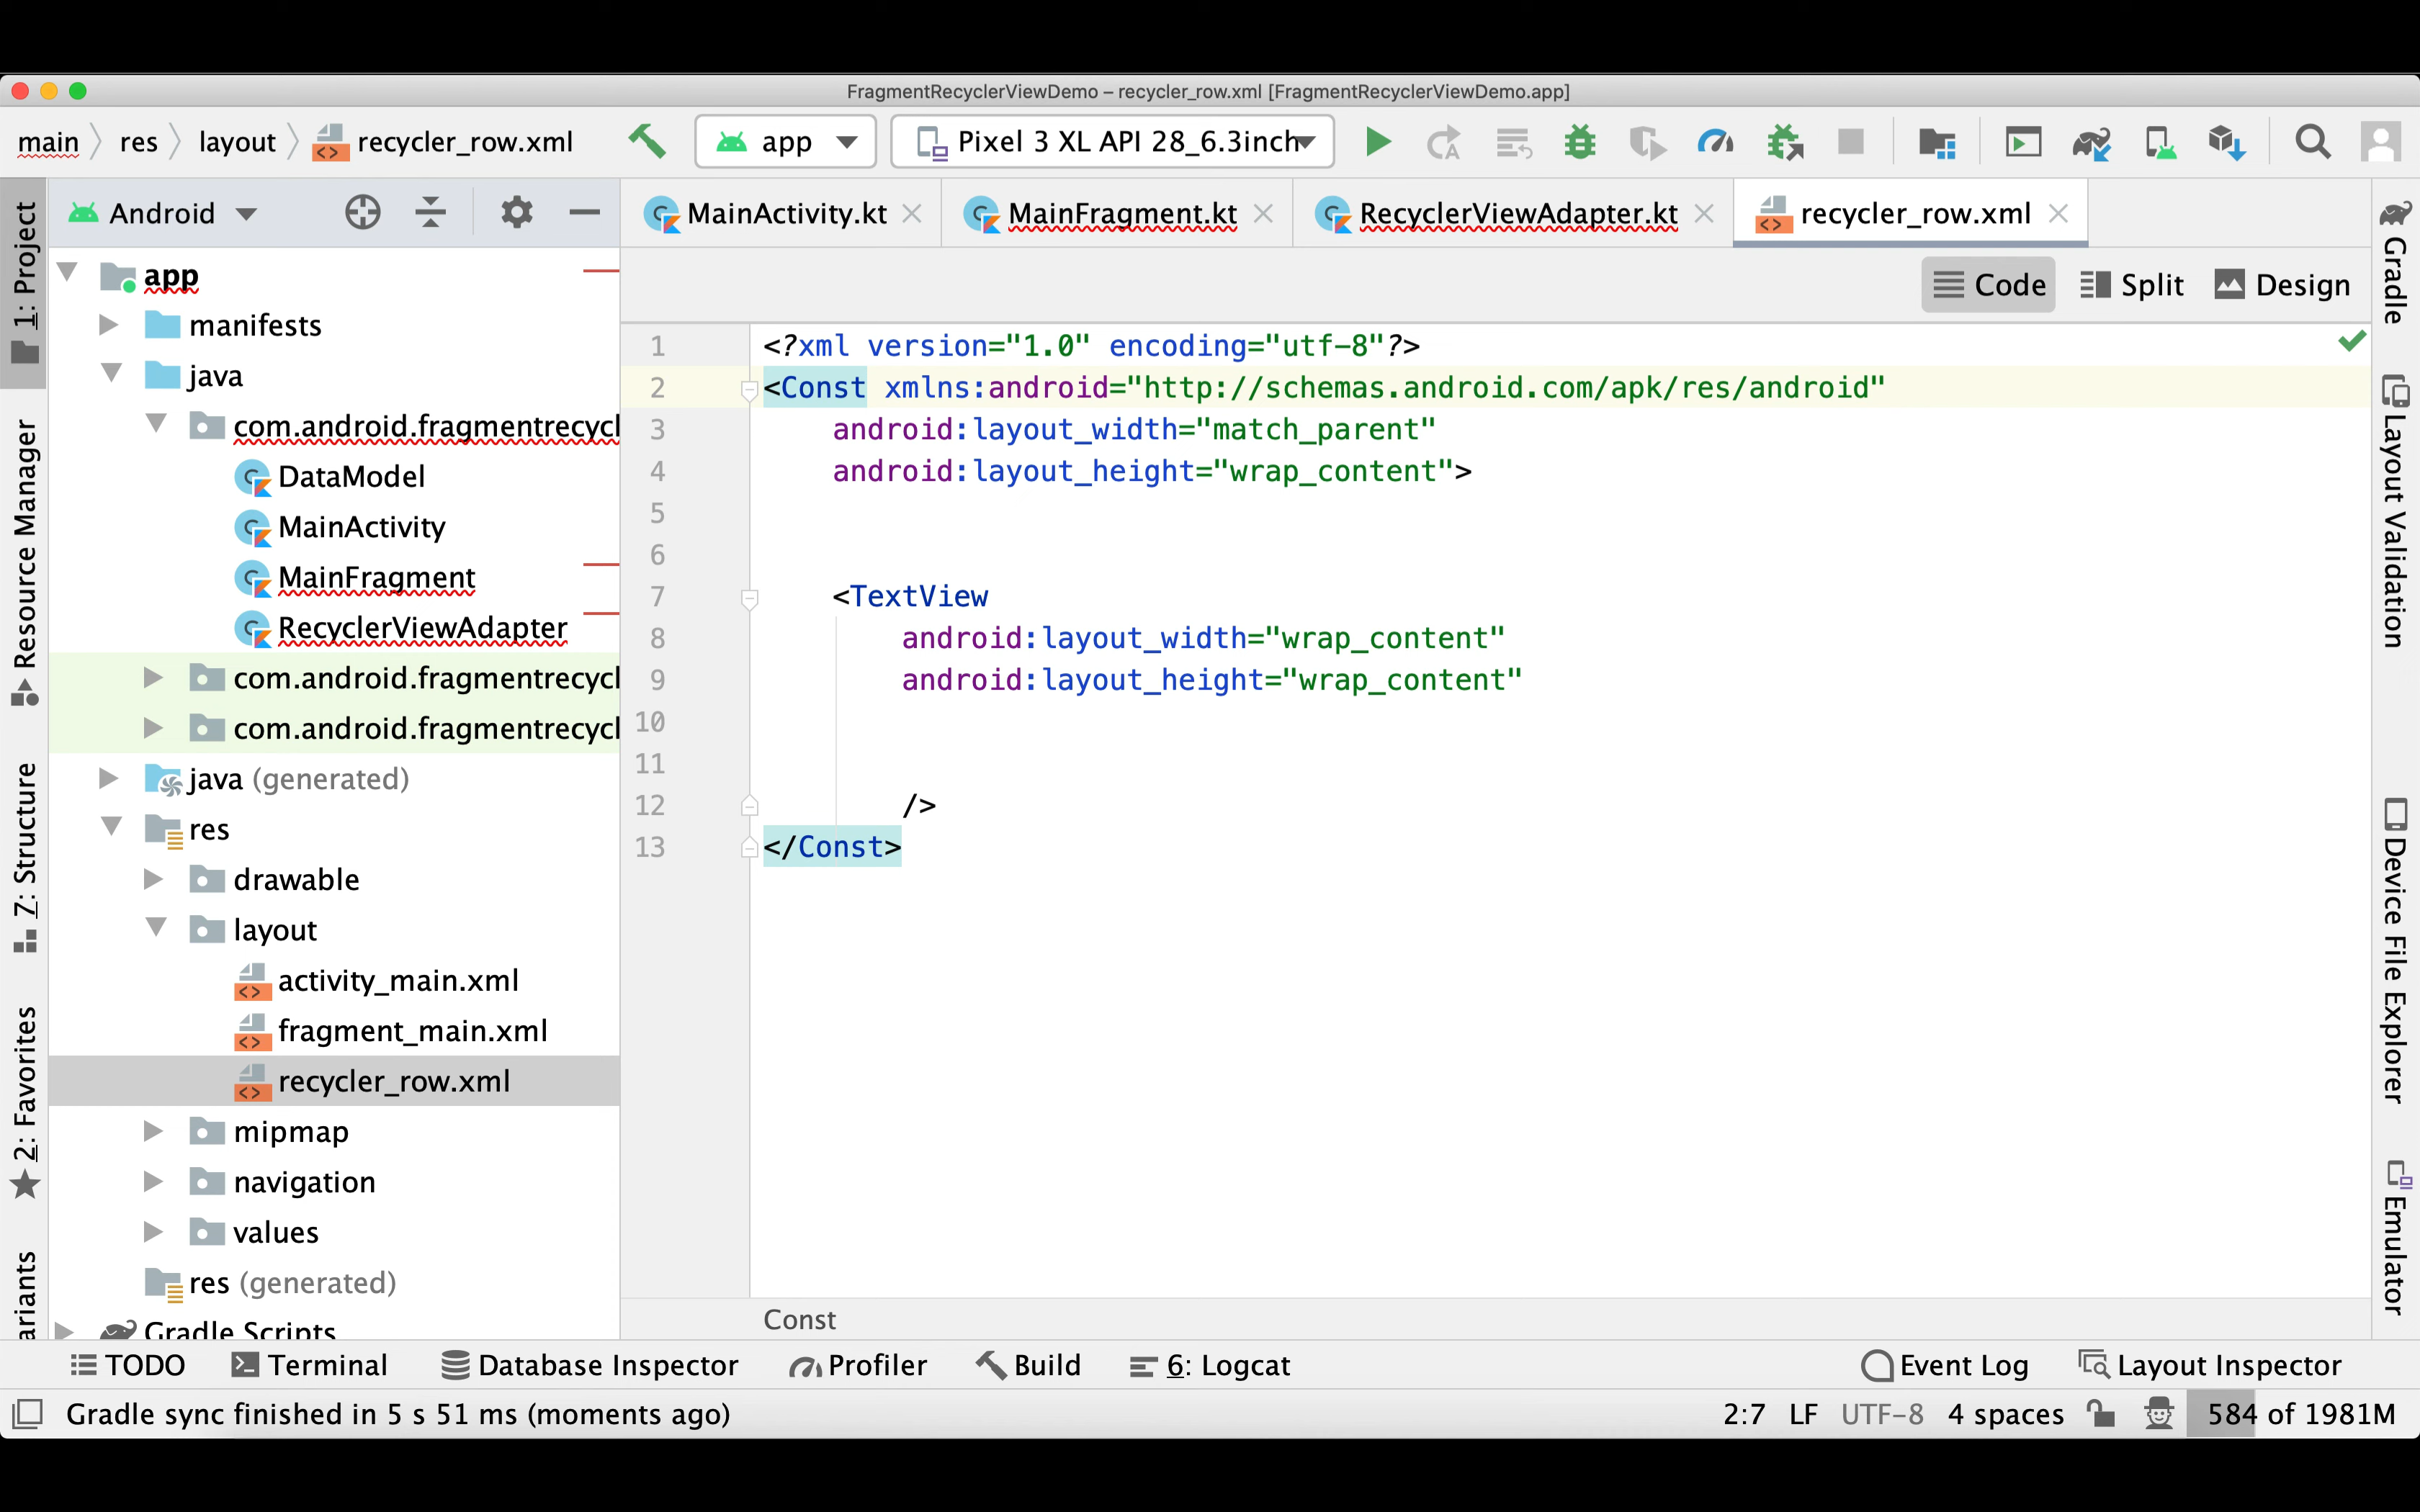 FragmentRecyclerViewDemo – recycler_row.xml [FragmentRecyclerViewDemo.app]
main res layout recycler_row.xml app Pixel 3 XL API 28_6.3inch
Android MainActivity.kt MainFragment.kt RecyclerViewAdapter.kt recycler_row.xml
Code Split Design
1: Project
Resource Manager
7: Structure
2: Favorites
app
manifests
java
com.android.fragmentrecycl
DataModel
MainActivity
MainFragment
RecyclerViewAdapter
com.android.fragmentrecycl
com.android.fragmentrecycl
java (generated)
res
drawable
layout
activity_main.xml
fragment_main.xml
recycler_row.xml
mipmap
navigation
values
res (generated)
Gradle Scripts
1 <?xml version="1.0" encoding="utf-8"?>
2 <Const xmlns:android="http://schemas.android.com/apk/res/android"
3 android:layout_width="match_parent"
4 android:layout_height="wrap_content">
5
6
7 <TextView
8 android:layout_width="wrap_content"
9 android:layout_height="wrap_content"
10
11
12 />
13 </Const>
Const
Gradle
Layout Validation
Device File Explorer
Emulator
TODO Terminal Database Inspector Profiler Build 6: Logcat Event Log Layout Inspector
Gradle sync finished in 5 s 51 ms (moments ago) 2:7 LF UTF-8 4 spaces 584 of 1981M